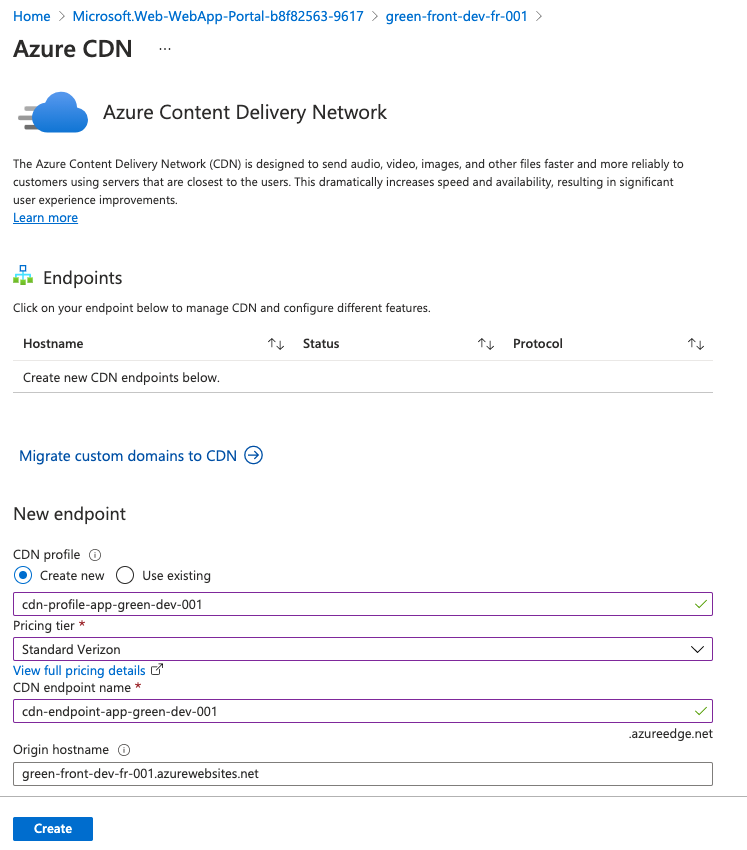 Home > Microsoft.Web-WebApp-Portal-b8f82563-9617 > green-front-dev-fr-001 >
Azure CDN ...
Azure Content Delivery Network
The Azure Content Delivery Network (CDN) is designed to send audio, video, images, and other files faster and more reliably to
customers using servers that are closest to the users. This dramatically increases speed and availability, resulting in significant
user experience improvements.
Learn more
Endpoints
Click on your endpoint below to manage CDN and configure different features.
Hostname ↑↓ Status ↑↓ Protocol ↑↓
Create new CDN endpoints below.
Migrate custom domains to CDN
New endpoint
CDN profile
Create new Use existing
cdn-profile-app-green-dev-001
Pricing tier *
Standard Verizon
View full pricing details
CDN endpoint name *
cdn-endpoint-app-green-dev-001
.azureedge.net
Origin hostname
green-front-dev-fr-001.azurewebsites.net
Create